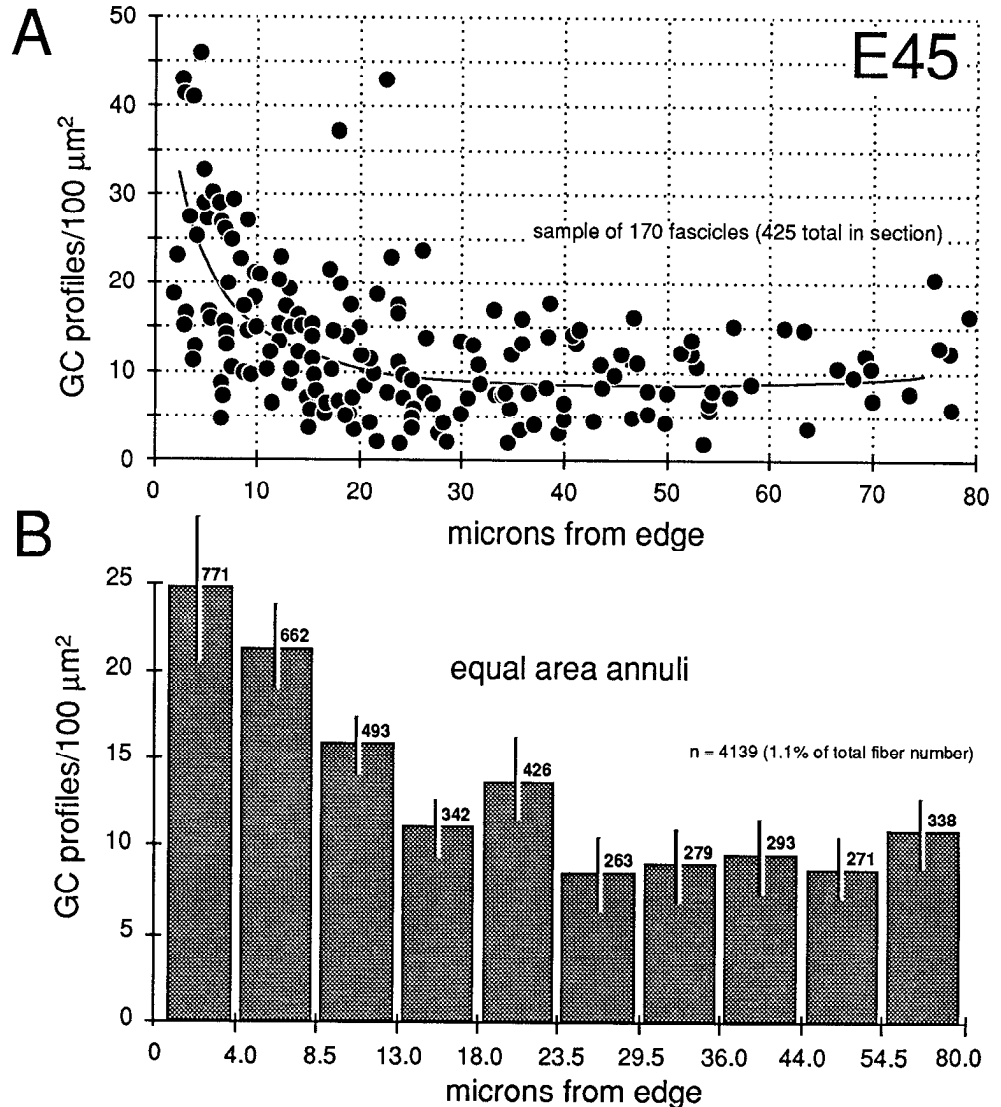 A
E45
50
40
30
20
10
0
GC profiles/100 µm²
sample of 170 fascicles (425 total in section)
0 10 20 30 40 50 60 70 80
microns from edge
B
25
20
15
10
5
0
GC profiles/100 µm²
equal area annuli
n = 4139 (1.1% of total fiber number)
771
662
493
342
426
263
279
293
271
338
0 4.0 8.5 13.0 18.0 23.5 29.5 36.0 44.0 54.5 80.0
microns from edge